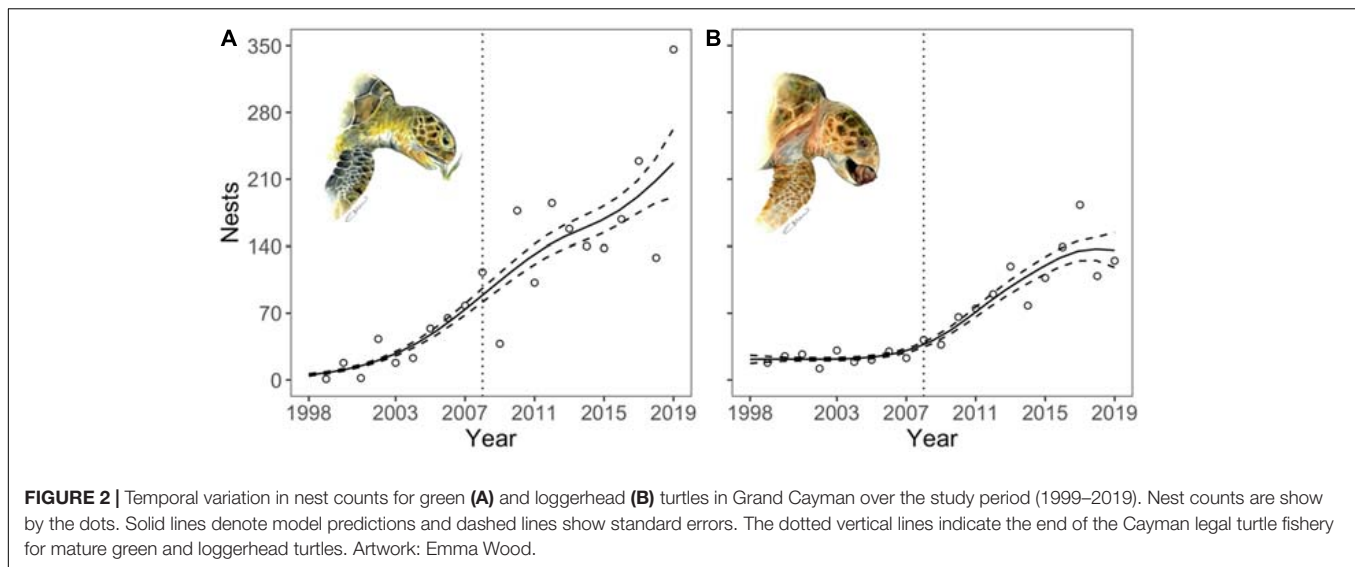 A
B
350
280
210
140
70
0
Nests
1998 2003 2007 2011 2015 2019
1998 2003 2007 2011 2015 2019
Year
Year
FIGURE 2 | Temporal variation in nest counts for green (A) and loggerhead (B) turtles in Grand Cayman over the study period (1999–2019). Nest counts are show
by the dots. Solid lines denote model predictions and dashed lines show standard errors. The dotted vertical lines indicate the end of the Cayman legal turtle fishery
for mature green and loggerhead turtles. Artwork: Emma Wood.